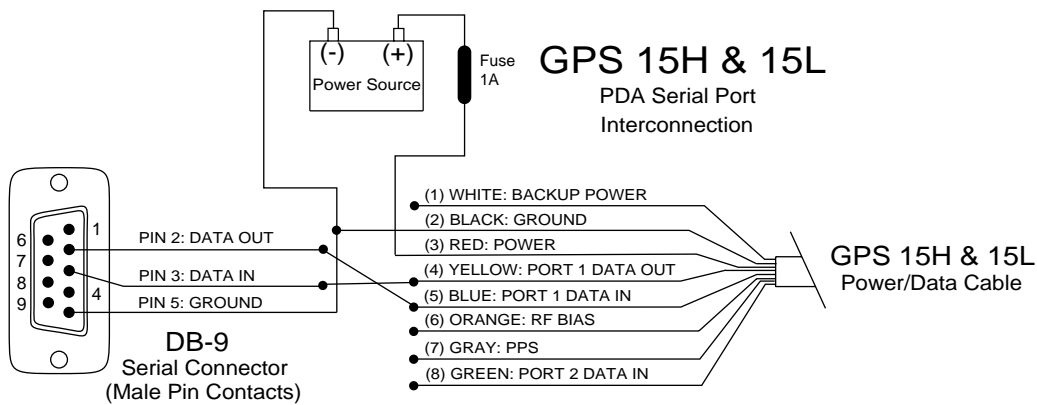 (-) (+)
Power Source
Fuse
1A
GPS 15H & 15L
PDA Serial Port
Interconnection
(1) WHITE: BACKUP POWER
(2) BLACK: GROUND
(3) RED: POWER
(4) YELLOW: PORT 1 DATA OUT
(5) BLUE: PORT 1 DATA IN
(6) ORANGE: RF BIAS
(7) GRAY: PPS
(8) GREEN: PORT 2 DATA IN
GPS 15H & 15L
Power/Data Cable
1
6
7
8
9
4
PIN 2: DATA OUT
PIN 3: DATA IN
PIN 5: GROUND
DB-9
Serial Connector
(Male Pin Contacts)